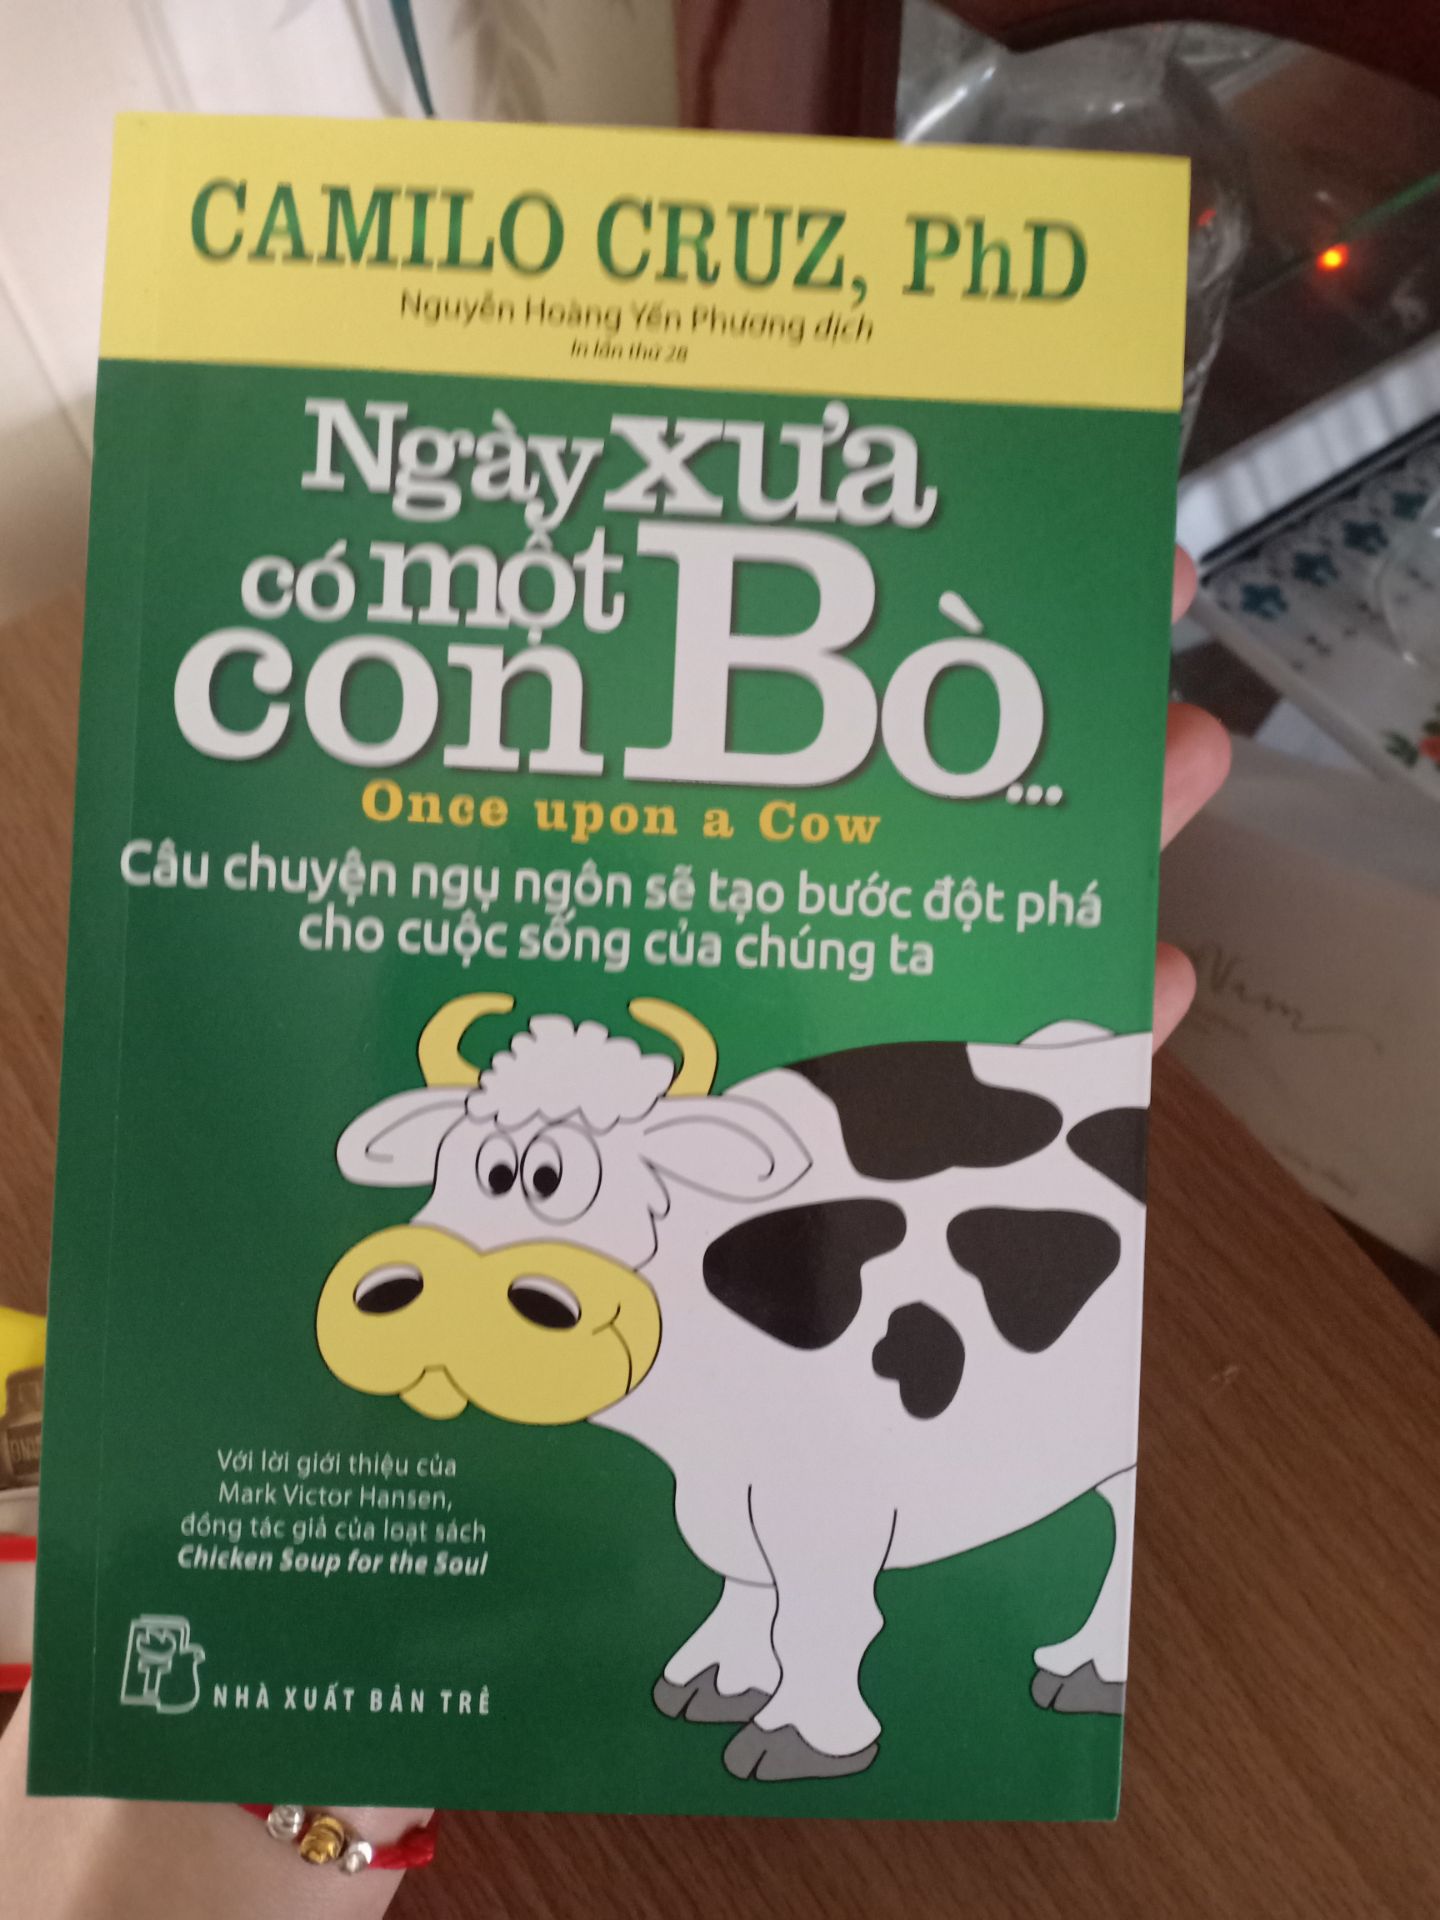 CAMILO CRUZ, PhD
Nguyễn Hoàng Yến Phương dịch
In lần thứ 28
Ngày xưa
có một
con Bò...
Once upon a Cow
Câu chuyện ngụ ngôn sẽ tạo bước đột phá
cho cuộc sống của chúng ta
Với lời giới thiệu của
Mark Victor Hansen,
đồng tác giả của loạt sách
Chicken Soup for the Soul
NHÀ XUẤT BẢN TRẺ